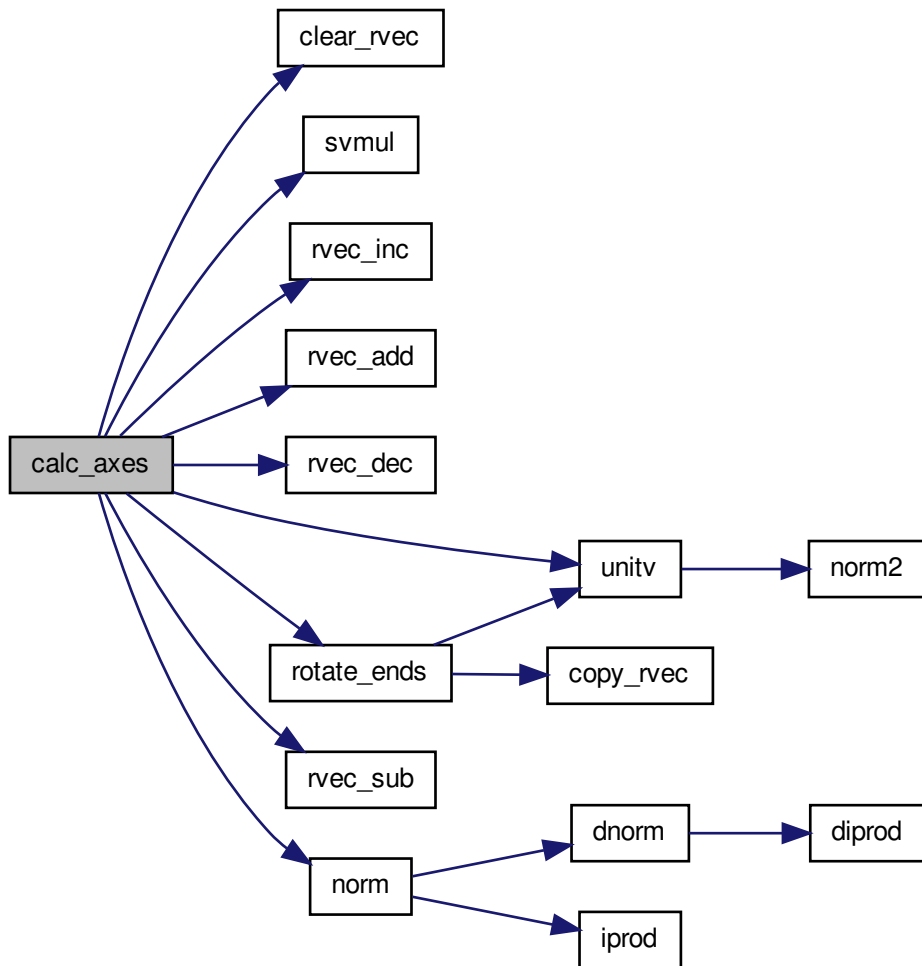 clear_rvec
svmul
rvec_inc
rvec_add
calc_axes
rvec_dec
unitv
norm2
rotate_ends
copy_rvec
rvec_sub
dnorm
diprod
norm
iprod